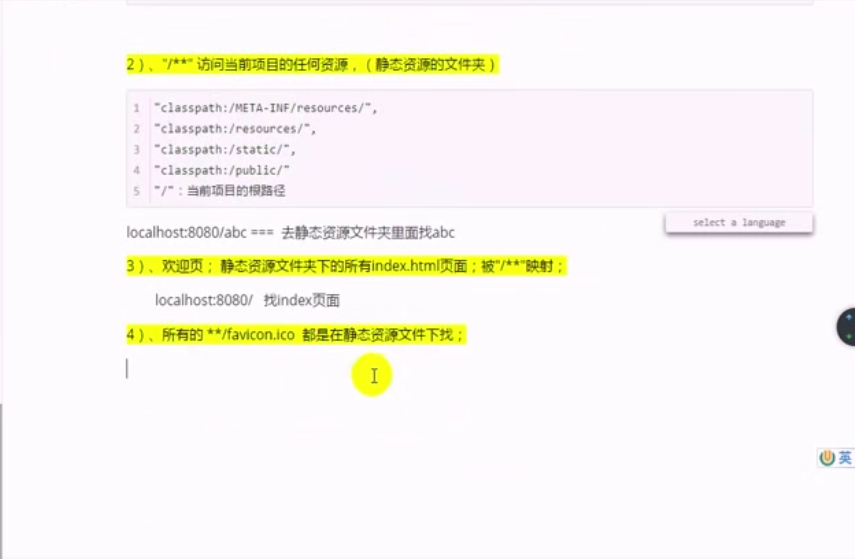 2）、"/**" 访问当前项目的任何资源，（静态资源的文件夹）
1 "classpath:/META-INF/resources/",
2 "classpath:/resources/",
3 "classpath:/static/",
4 "classpath:/public/"
5 "/"：当前项目的根路径
select a language
localhost:8080/abc === 去静态资源文件夹里面找abc
3）、欢迎页； 静态资源文件夹下的所有index.html页面；被"/**"映射；
localhost:8080/ 找index页面
4）、所有的 **/favicon.ico 都是在静态资源文件下找；
英